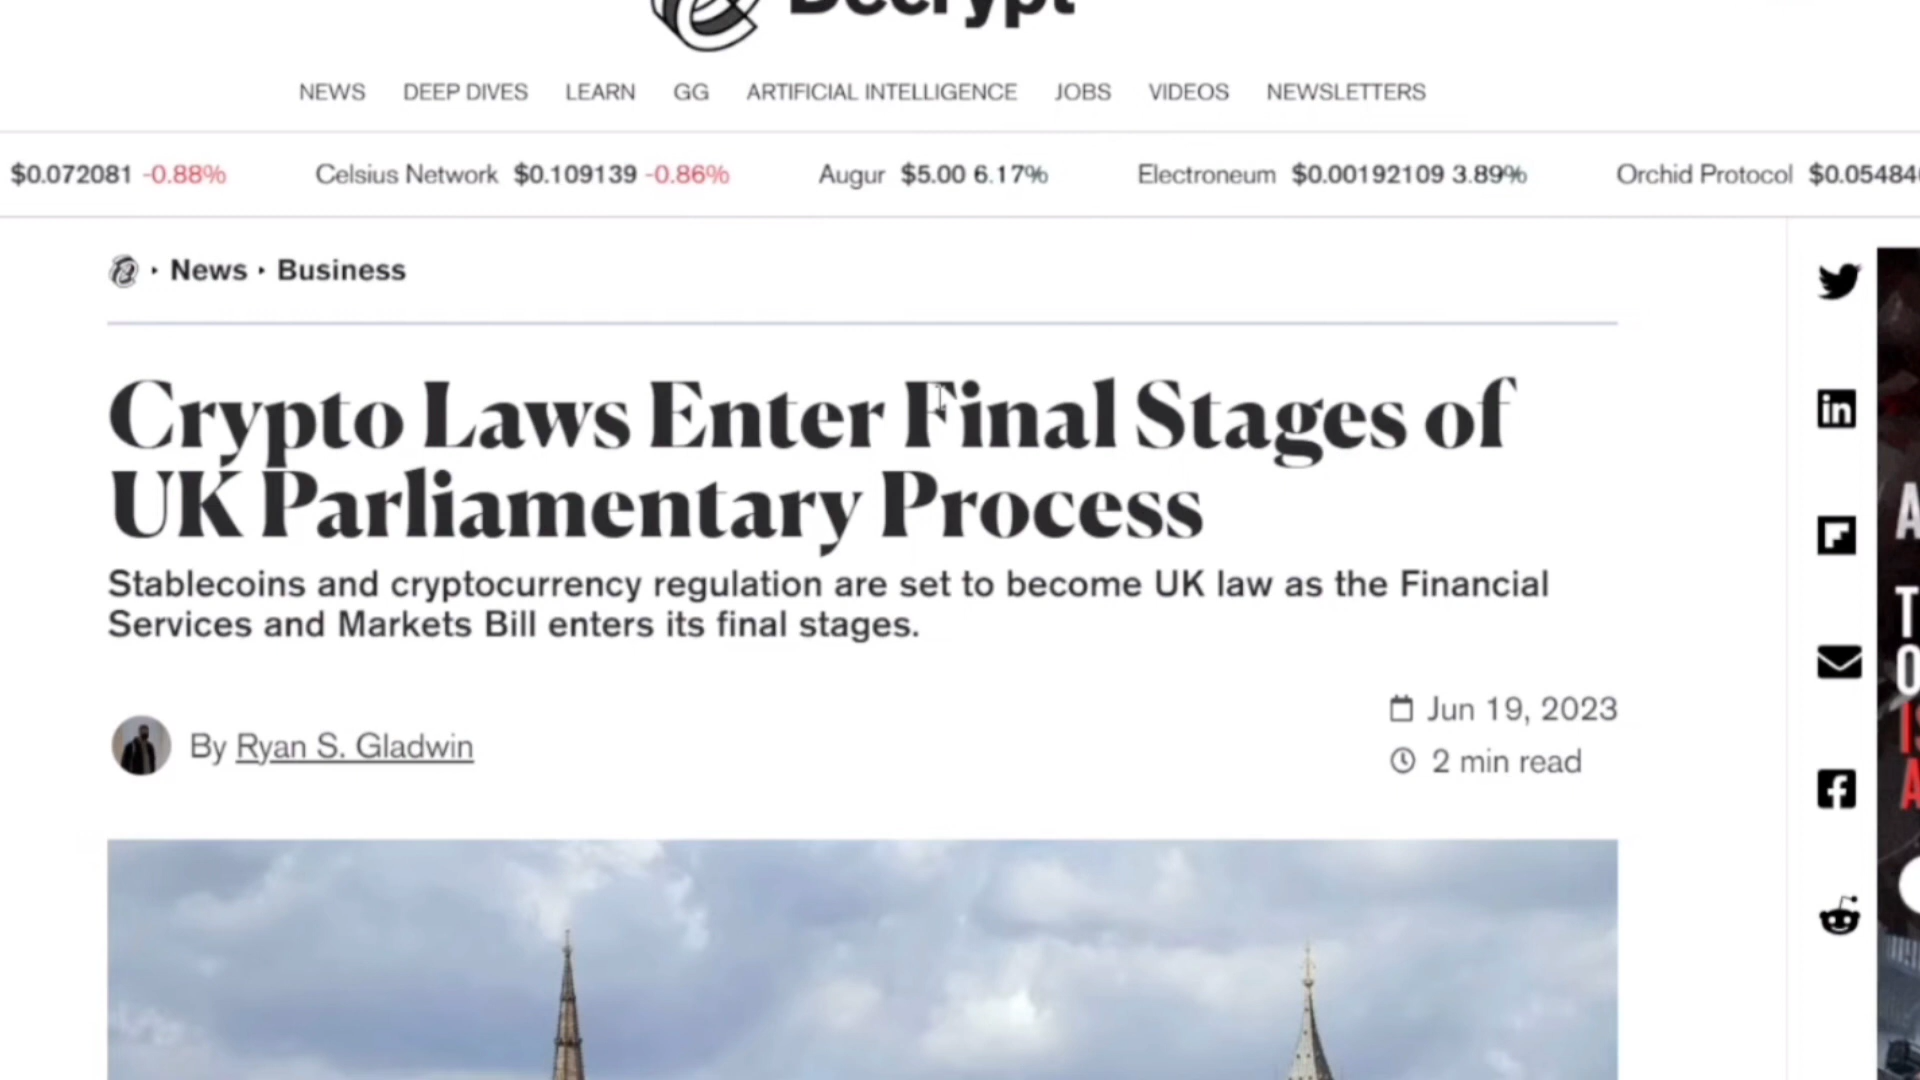 Decrypt
NEWS DEEP DIVES LEARN GG ARTIFICIAL INTELLIGENCE JOBS VIDEOS NEWSLETTERS
$0.072081 -0.88% Celsius Network $0.109139 -0.86% Augur $5.00 6.17% Electroneum $0.00192109 3.89% Orchid Protocol $0.05484
News Business
Crypto Laws Enter Final Stages of
UK Parliamentary Process
Stablecoins and cryptocurrency regulation are set to become UK law as the Financial
Services and Markets Bill enters its final stages.
By Ryan S. Gladwin
Jun 19, 2023
2 min read